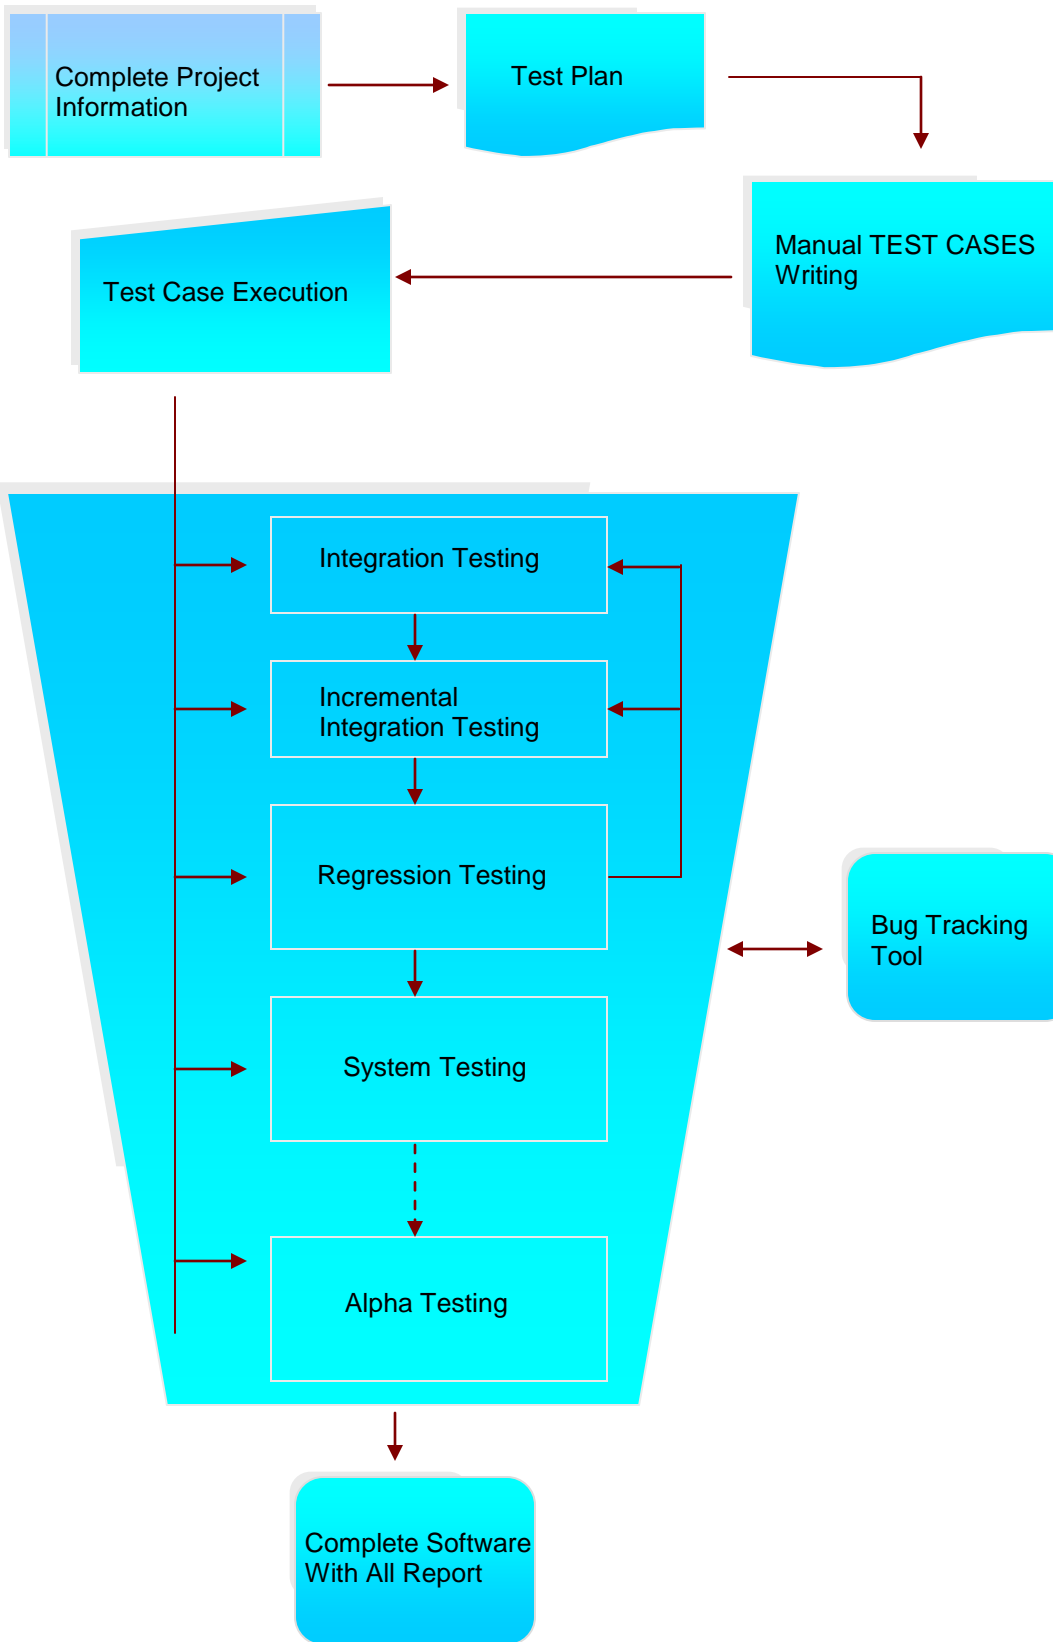 Complete Project
Information
Test Plan
Manual TEST CASES
Writing
Test Case Execution
Integration Testing
Incremental
Integration Testing
Regression Testing
Bug Tracking
Tool
System Testing
Alpha Testing
Complete Software
With All Report